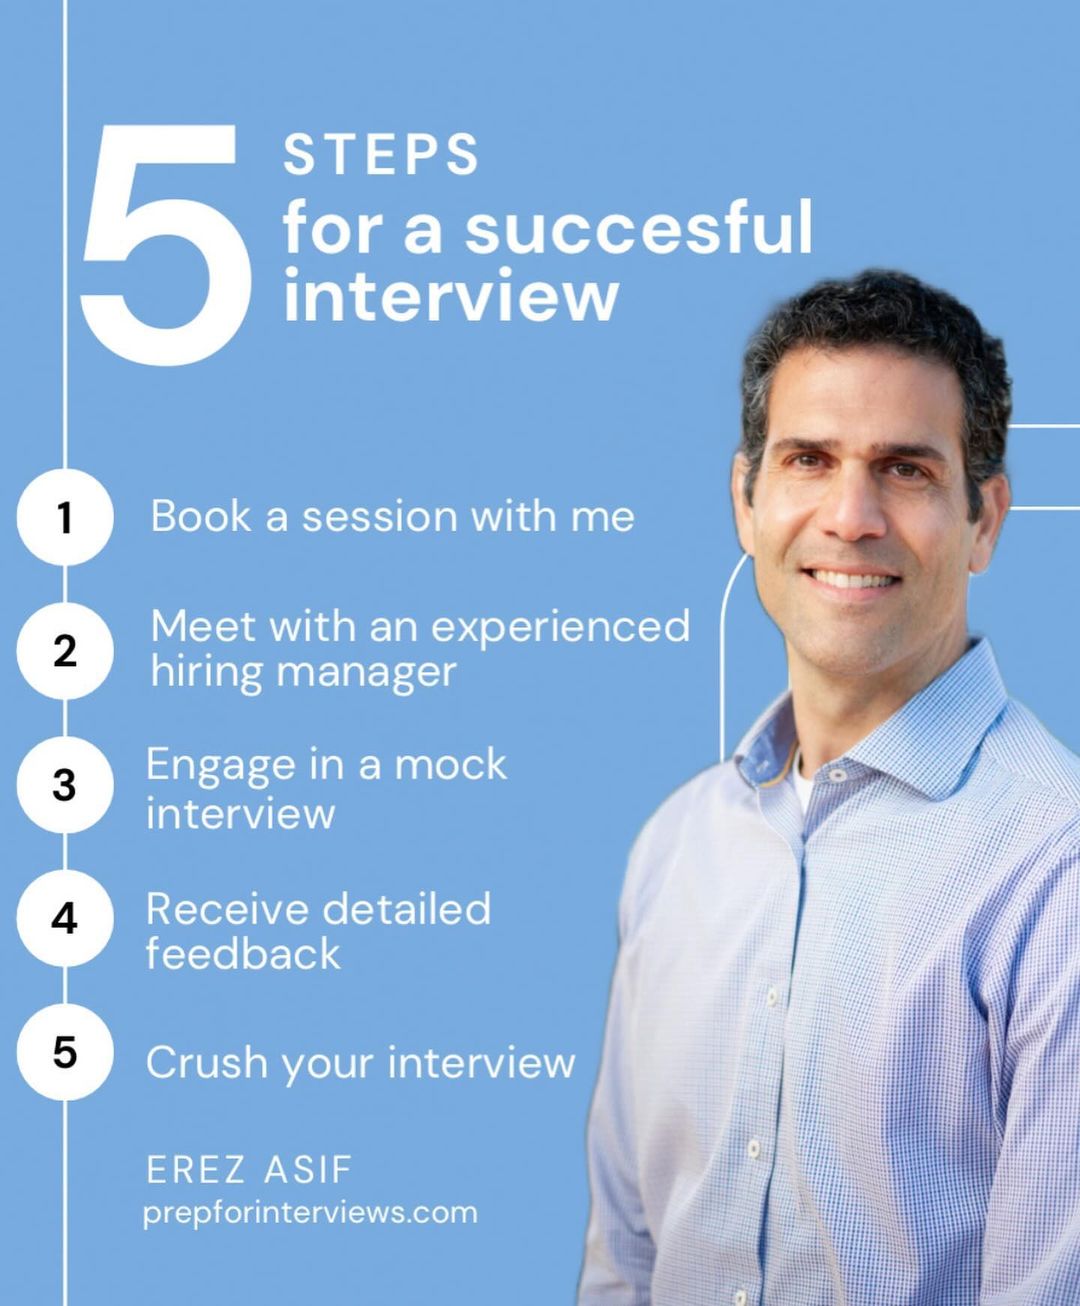 5
STEPS
for a succesful
interview
1
Book a session with me
2
Meet with an experienced
hiring manager
3
Engage in a mock
interview
4
Receive detailed
feedback
5
Crush your interview
EREZ ASIF
prepforinterviews.com